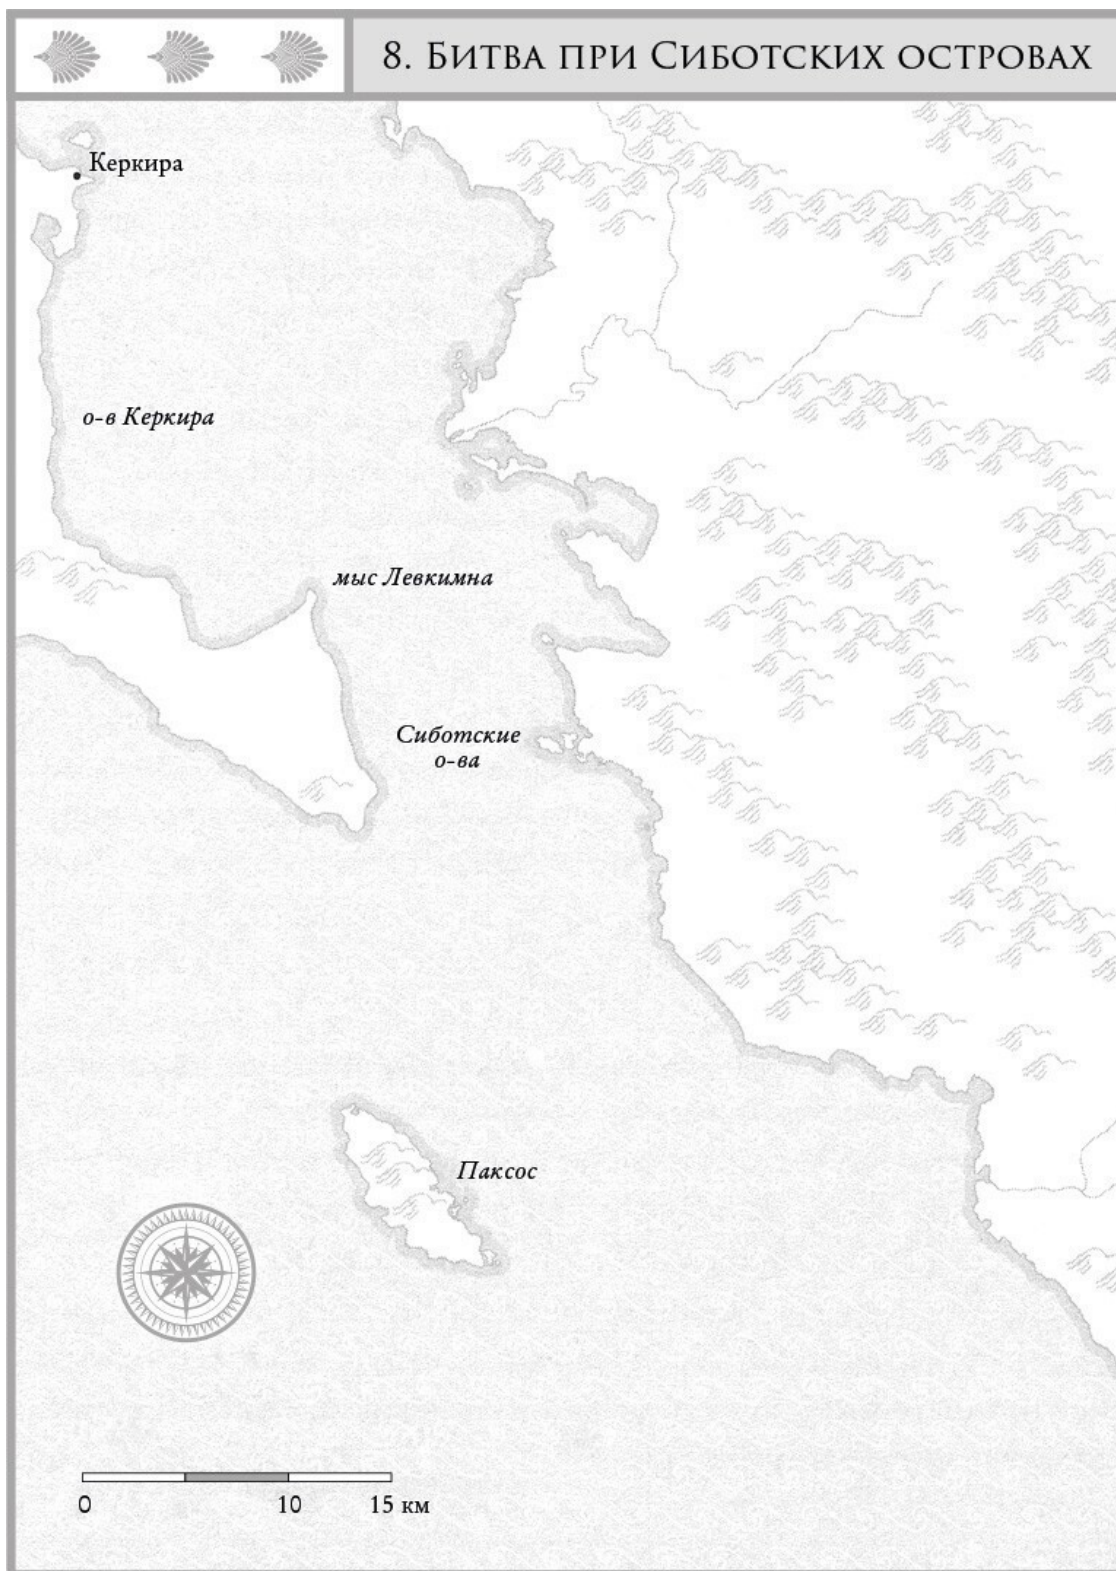 8. Битва при Сиботских островах
Керкира
о-в Керкира
мыс Левкимна
Сиботские
о-ва
Паксос
0 10 15 км